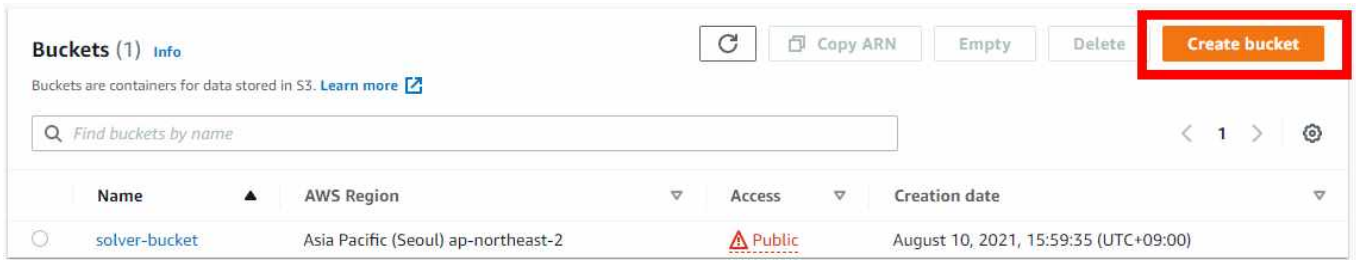 Buckets (1) Info
Copy ARN Empty Delete Create bucket
Buckets are containers for data stored in S3. Learn more
Find buckets by name
1
Name AWS Region Access Creation date
solver-bucket Asia Pacific (Seoul) ap-northeast-2 Public August 10, 2021, 15:59:35 (UTC+09:00)